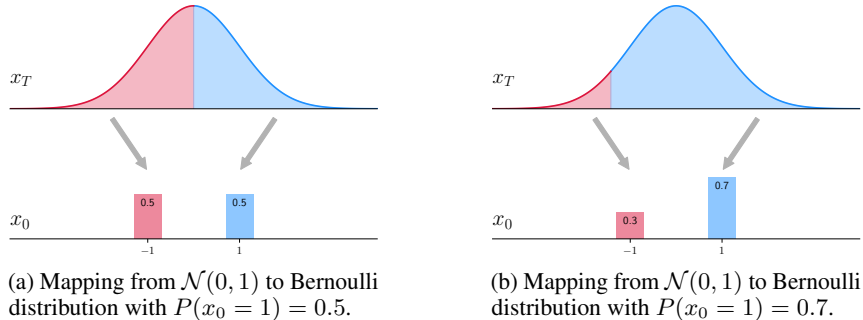 $x_T$
0.5 0.5
$x_0$
−1 1
(a) Mapping from $\mathcal{N}(0, 1)$ to Bernoulli
distribution with $P(x_0 = 1) = 0.5$.
$x_T$
0.7
0.3
$x_0$
−1 1
(b) Mapping from $\mathcal{N}(0, 1)$ to Bernoulli
distribution with $P(x_0 = 1) = 0.7$.